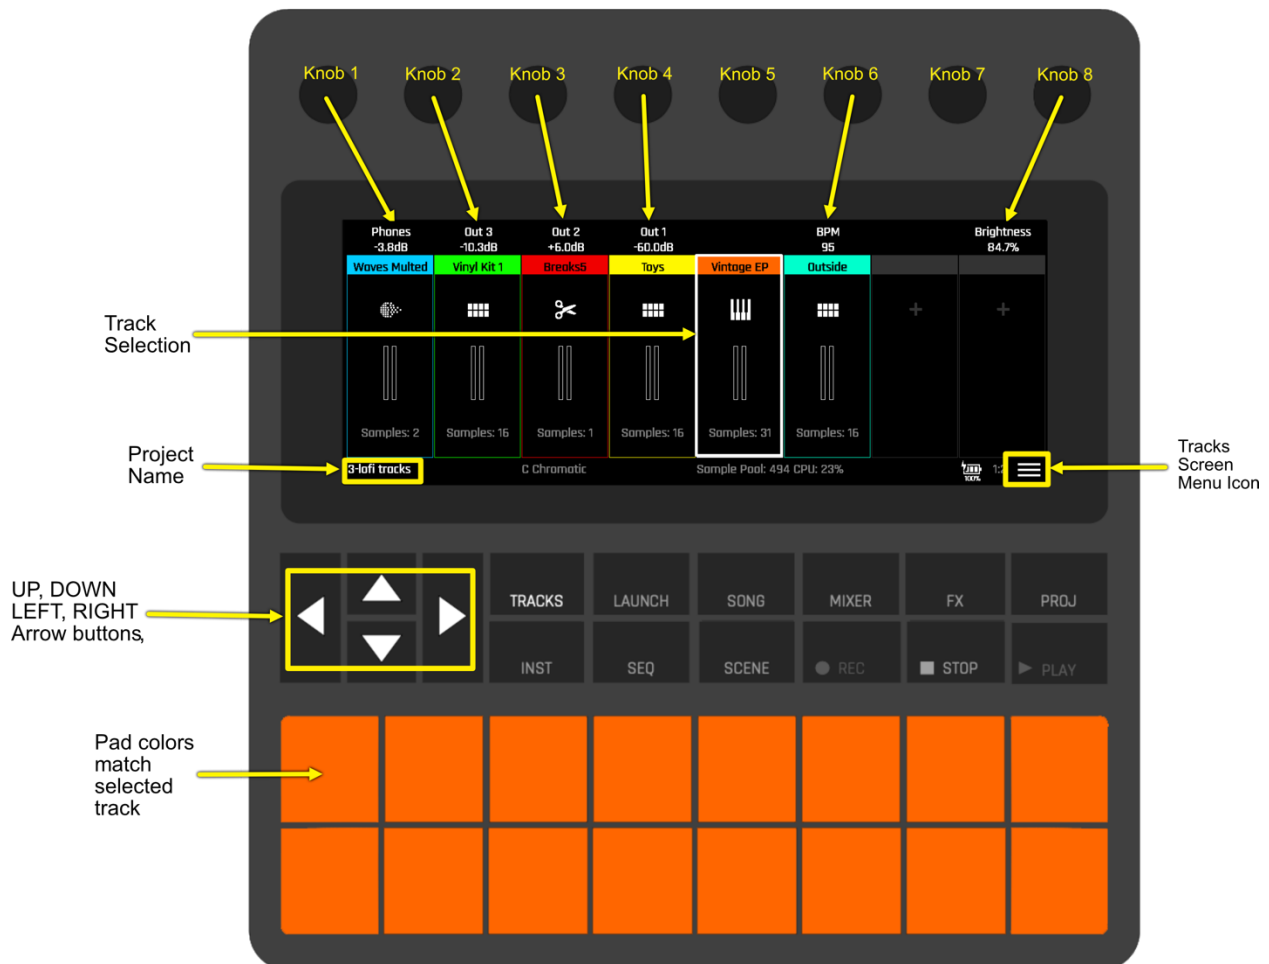 Knob 1 Knob 2 Knob 3 Knob 4 Knob 5 Knob 6 Knob 7 Knob 8
Phones Out 3 Out 2 Out 1 BPM Brightness
-3.8dB -10.3dB +6.0dB -60.0dB 95 84.7%
Waves Multed Vinyl Kit 1 Breaks5 Toys Vintage EP Outside
Track
Selection
Samples: 2 Samples: 16 Samples: 1 Samples: 16 Samples: 31 Samples: 16
Project
Name
3-lofi tracks C Chromatic Sample Pool: 494 CPU: 23% 100% 1:2
Tracks
Screen
Menu Icon
UP, DOWN
LEFT, RIGHT
Arrow buttons,
TRACKS LAUNCH SONG MIXER FX PROJ
INST SEQ SCENE REC STOP PLAY
Pad colors
match
selected
track